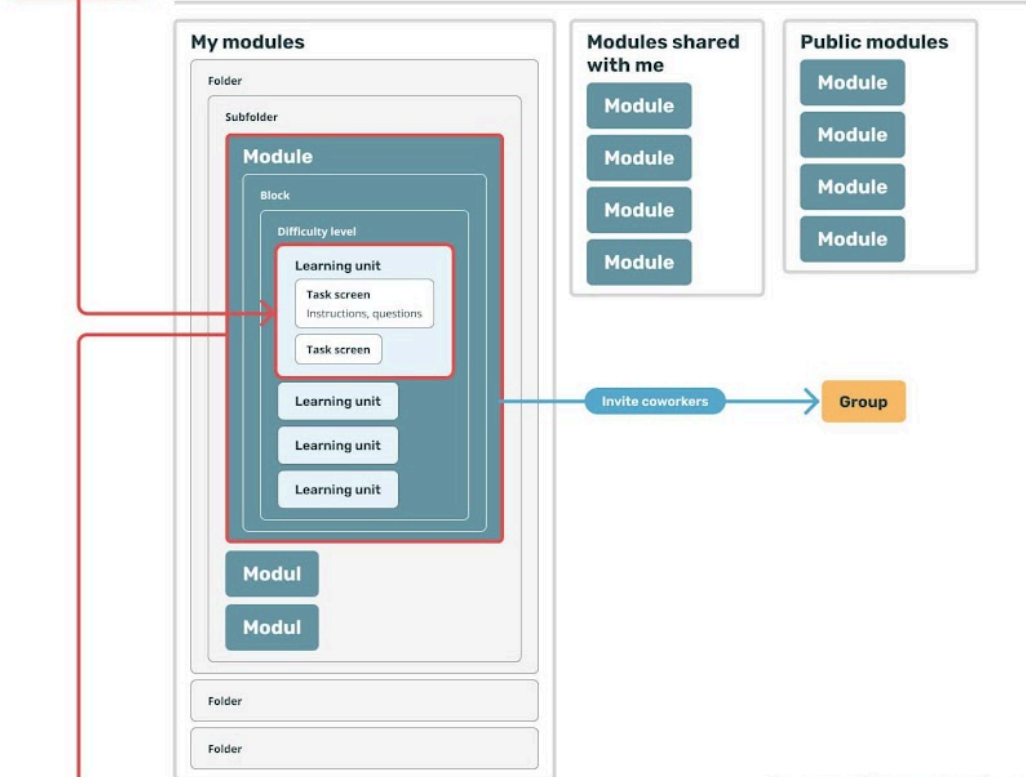 My modules
Folder
Subfolder
Module
Block
Difficulty level
Learning unit
Task screen
Instructions, questions
Task screen
Learning unit
Learning unit
Learning unit
Modul
Modul
Folder
Folder
Modules shared
with me
Module
Module
Module
Module
Public modules
Module
Module
Module
Module
Invite coworkers
Group